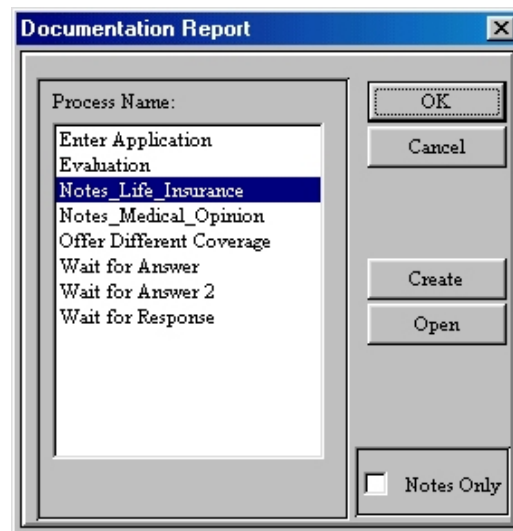 Documentation Report
Process Name:
Enter Application
Evaluation
Notes_Life_Insurance
Notes_Medical_Opinion
Offer Different Coverage
Wait for Answer
Wait for Answer 2
Wait for Response
OK
Cancel
Create
Open
Notes Only